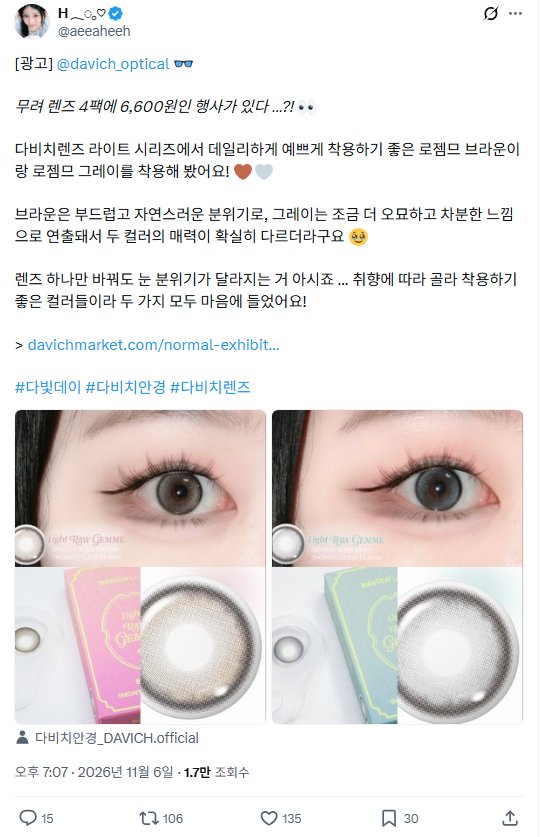 H ︵ㆀ♡
@aeeaheeh
[광고] @davich_optical 👓
무려 렌즈 4팩에 6,600원인 행사가 있다 ...?! 👀
다비치렌즈 라이트 시리즈에서 데일리하게 예쁘게 착용하기 좋은 로젬므 브라운이
랑 로젬므 그레이를 착용해 봤어요! 🤎🩶
브라운은 부드럽고 자연스러운 분위기로, 그레이는 조금 더 오묘하고 차분한 느낌
으로 연출돼서 두 컬러의 매력이 확실히 다르더라구요 🥹
렌즈 하나만 바꿔도 눈 분위기가 달라지는 거 아시죠 ... 취향에 따라 골라 착용하기
좋은 컬러들이라 두 가지 모두 마음에 들었어요!
> davichmarket.com/normal-exhibit...
#다빛데이 #다비치안경 #다비치렌즈
Light Raw Gemme
Light Raw Gemme
Light
1MONTH
DAVICH
Light
다비치안경_DAVICH.official
오후 7:07 · 2026년 11월 6일 · 1.7만 조회수
15 106 135 30